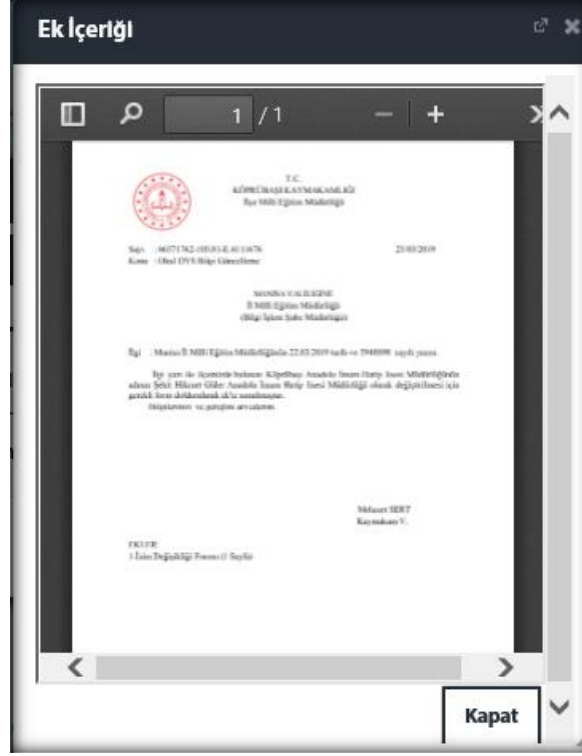 Ek İçeriği
1 / 1
T.C.
KÖPRÜBAŞI KAYMAKAMLIĞI
İlçe Milli Eğitim Müdürlüğü
Sayı :
25/03/2019
Konu : Okul DYS Bilgi Güncelleme
MANİSA VALİLİĞİNE
İl Milli Eğitim Müdürlüğü
(Bilgi İşlem Şube Müdürlüğü)
İlgi : Manisa İl Milli Eğitim Müdürlüğünün 22.03.2019 tarih ve sayılı yazısı.
İlgi yazı ile ilçemizde bulunan Köprübaşı Anadolu İmam Hatip Lisesi Müdürlüğünün
adının Şehit Hikmet Güler Anadolu İmam Hatip Lisesi Müdürlüğü olarak değiştirilmesi için
gerekli form doldurularak ek'te sunulmuştur.
Bilgilerinize ve gereğini arz ederim.
Mehmet SERT
Kaymakam V.
EKLER:
1-İsim Değişikliği Formu (1 Sayfa)
Kapat